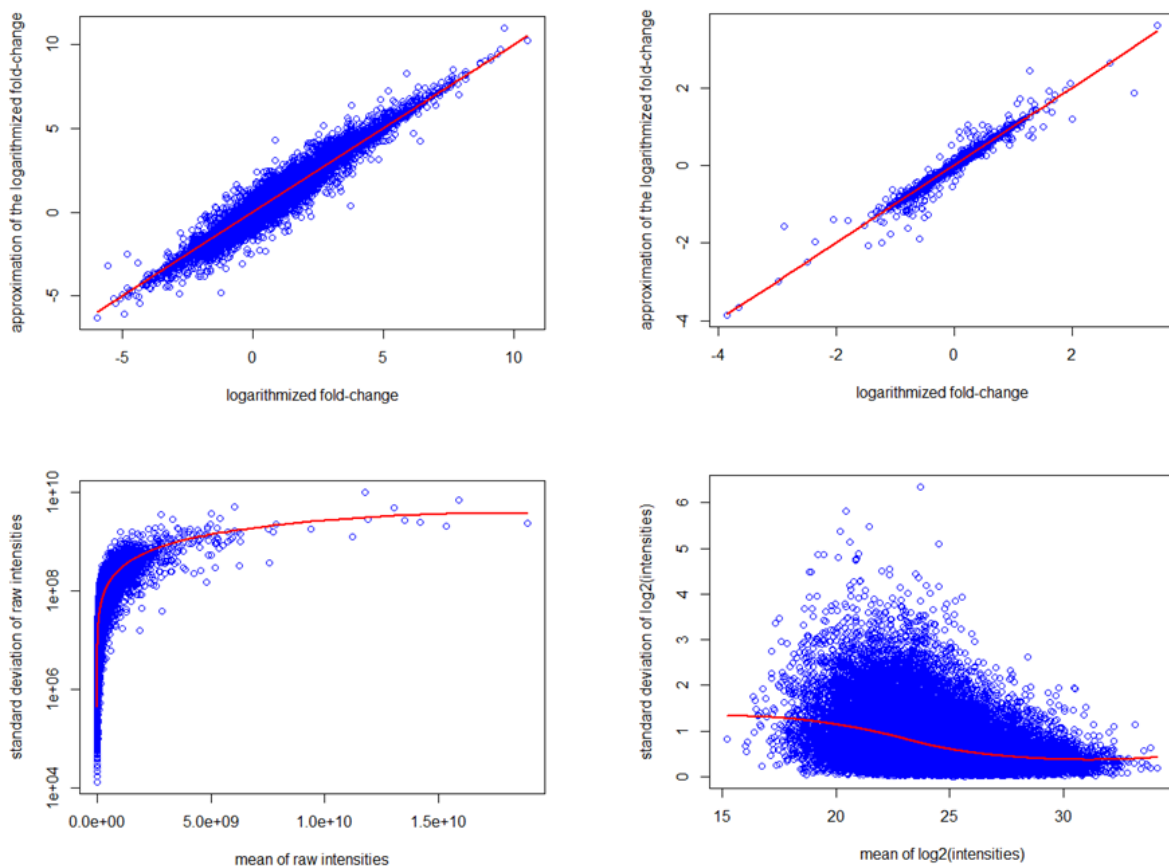 approximation of the logarithmized fold-change
10
5
0
-5
-5
0
5
10
logarithmized fold-change
approximation of the logarithmized fold-change
2
0
-2
-4
-4
-2
0
2
logarithmized fold-change
standard deviation of raw intensities
1e+10
1e+08
1e+06
1e+04
0.0e+00
5.0e+09
1.0e+10
1.5e+10
mean of raw intensities
standard deviation of log2(intensities)
6
5
4
3
2
1
0
15
20
25
30
mean of log2(intensities)